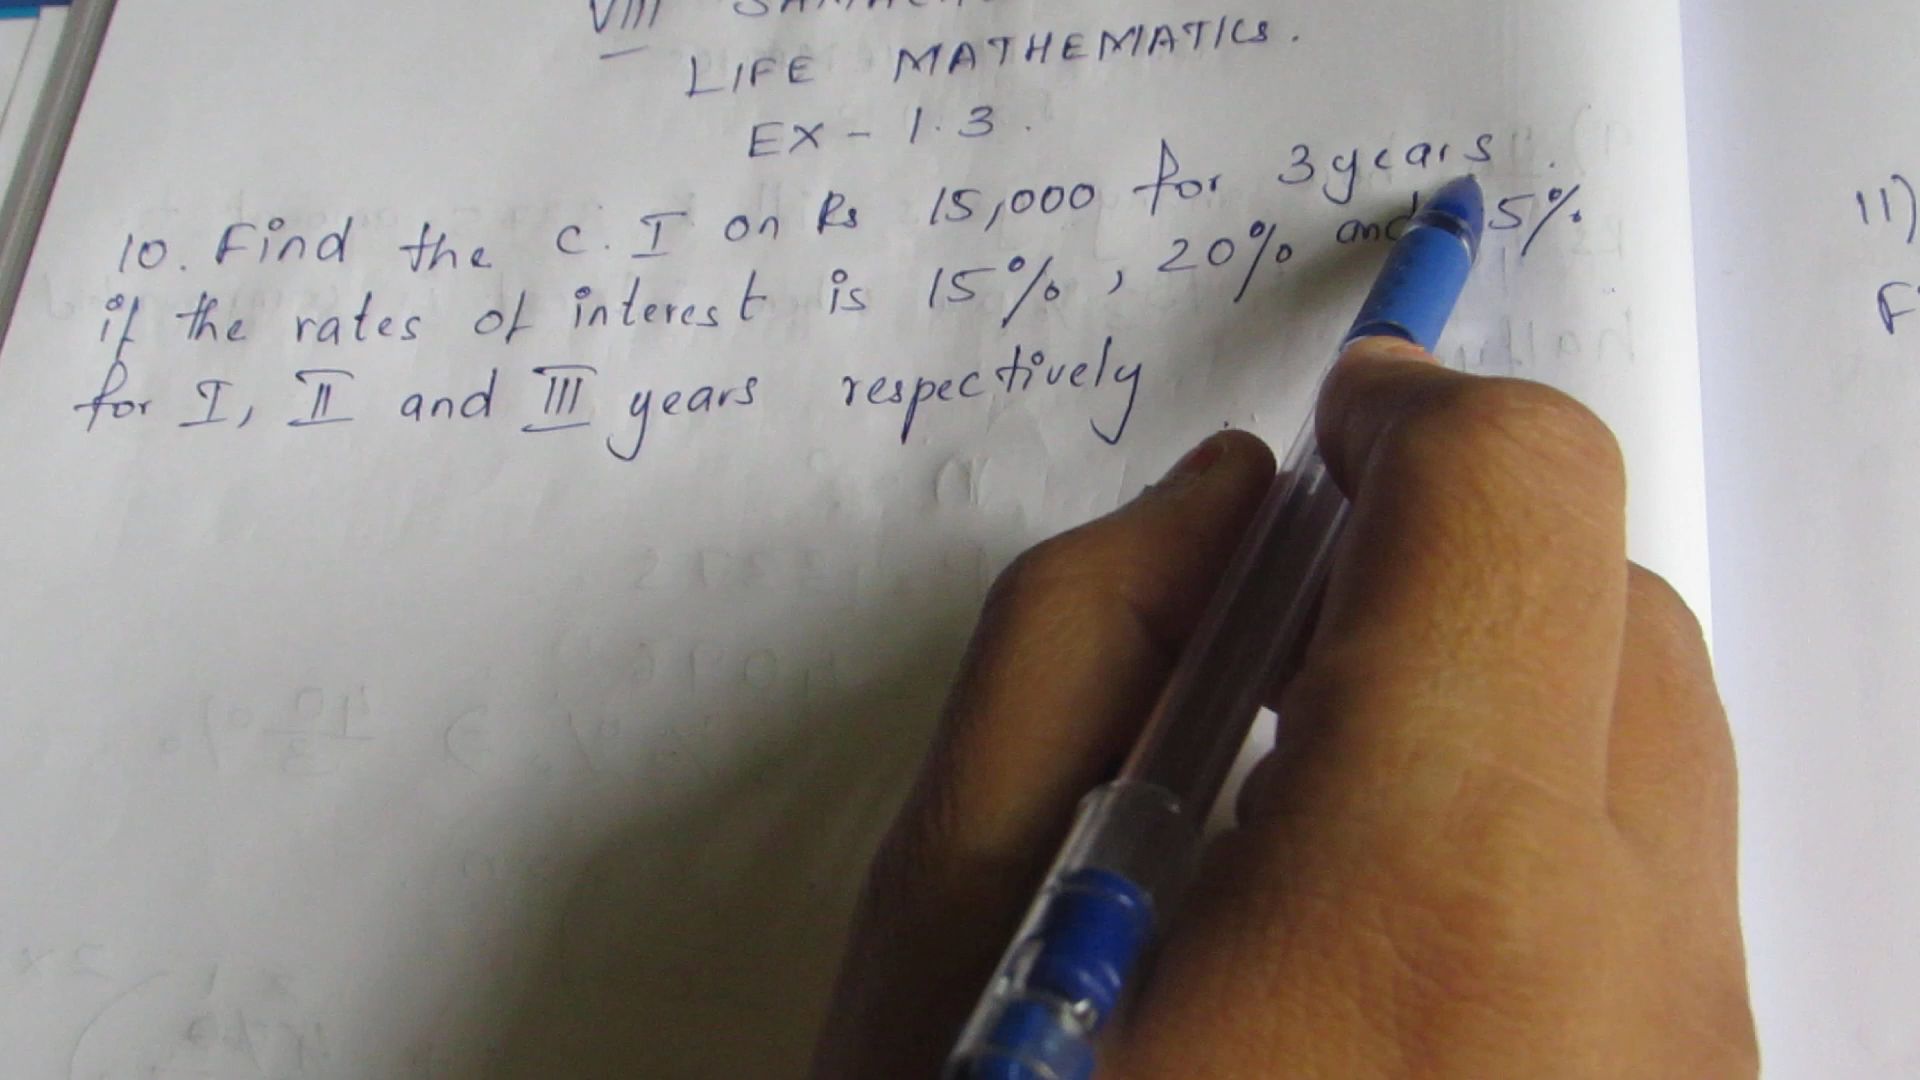 VIII
LIFE MATHEMATICS.
EX - 1.3.
10. Find the C.I on Rs 15,000 for 3 years.
if the rates of interest is 15%, 20% and 5%
for I, II and III years respectively
11)